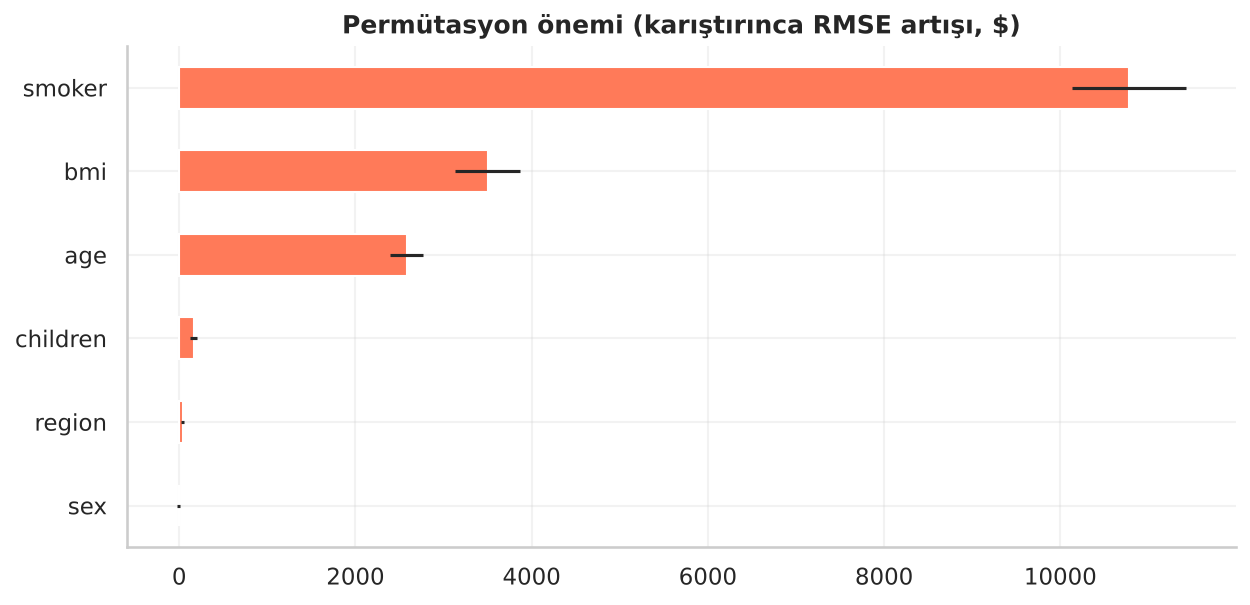 Permütasyon önemi (karıştırınca RMSE artışı, $)
smoker
bmi
age
children
region
sex
0 2000 4000 6000 8000 10000